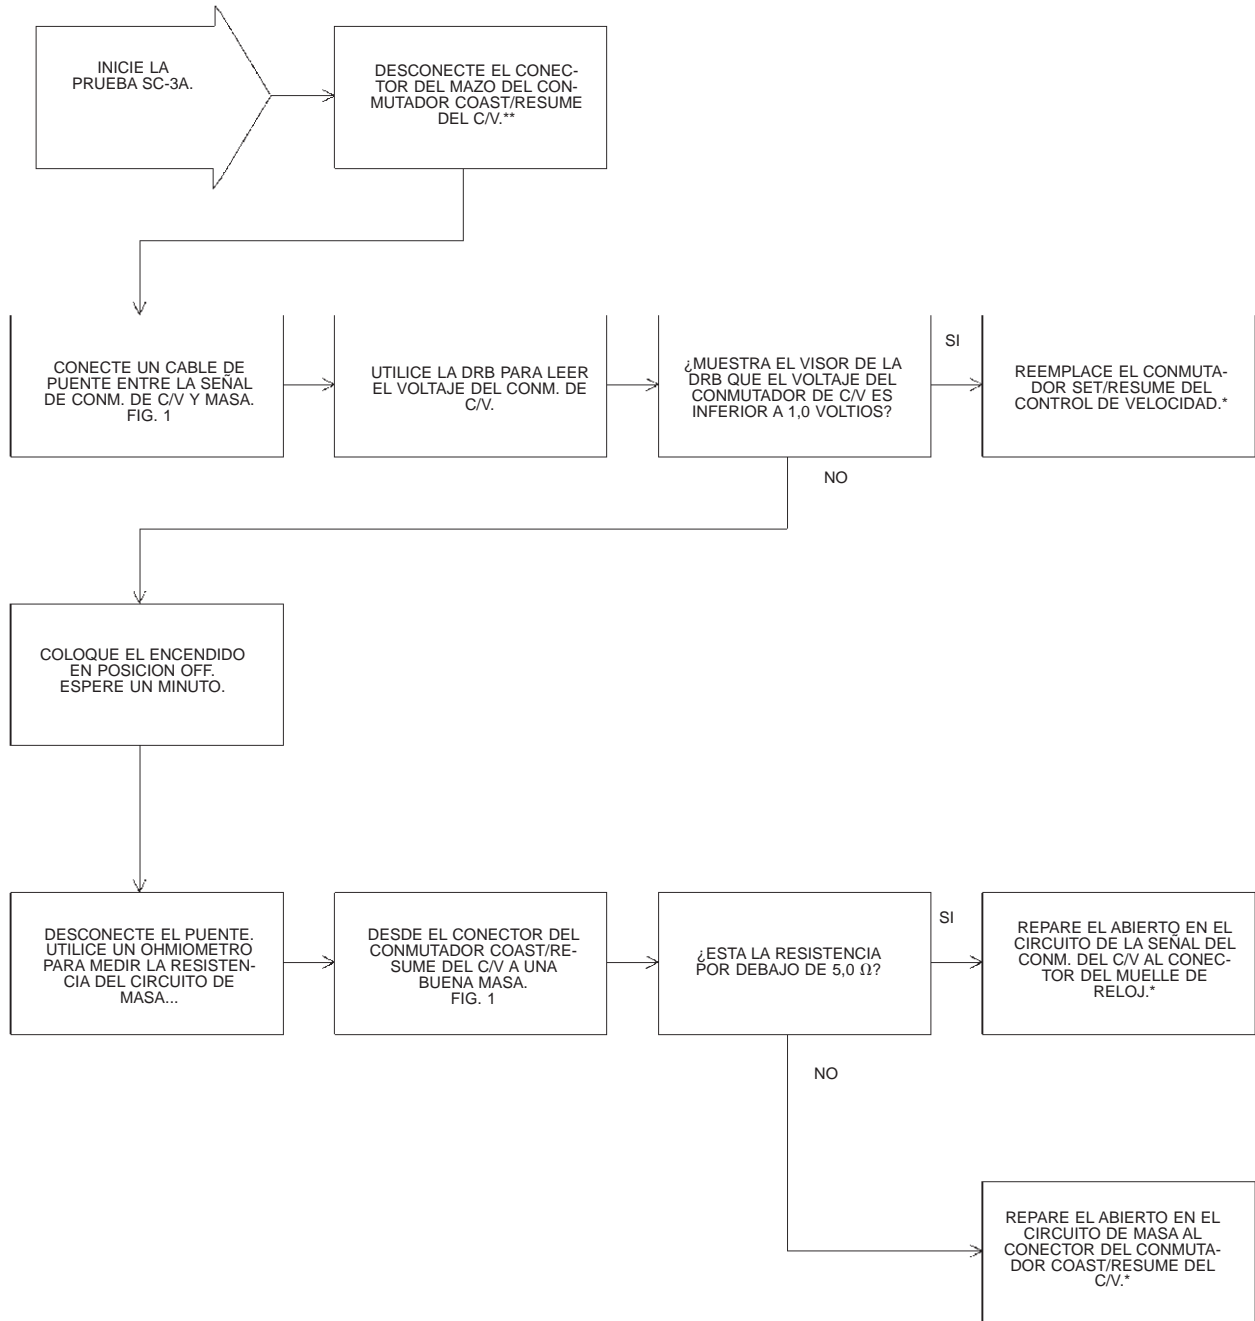 INICIE LA
PRUEBA SC-3A.
DESCONECTE EL CONEC-
TOR DEL MAZO DEL CON-
MUTADOR COAST/RESUME
DEL C/V.**
CONECTE UN CABLE DE
PUENTE ENTRE LA SEÑAL
DE CONM. DE C/V Y MASA.
FIG. 1
UTILICE LA DRB PARA LEER
EL VOLTAJE DEL CONM. DE
C/V.
¿MUESTRA EL VISOR DE LA
DRB QUE EL VOLTAJE DEL
CONMUTADOR DE C/V ES
INFERIOR A 1,0 VOLTIOS?
SI
REEMPLACE EL CONMUTA-
DOR SET/RESUME DEL
CONTROL DE VELOCIDAD.*
NO
COLOQUE EL ENCENDIDO
EN POSICION OFF.
ESPERE UN MINUTO.
DESCONECTE EL PUENTE.
UTILICE UN OHMIOMETRO
PARA MEDIR LA RESISTEN-
CIA DEL CIRCUITO DE
MASA...
DESDE EL CONECTOR DEL
CONMUTADOR COAST/RE-
SUME DEL C/V A UNA
BUENA MASA.
FIG. 1
¿ESTA LA RESISTENCIA
POR DEBAJO DE 5,0 Ω?
SI
REPARE EL ABIERTO EN EL
CIRCUITO DE LA SEÑAL DEL
CONM. DEL C/V AL CONEC-
TOR DEL MUELLE DE
RELOJ.*
NO
REPARE EL ABIERTO EN EL
CIRCUITO DE MASA AL
CONECTOR DEL CONMUTA-
DOR COAST/RESUME DEL
C/V.*